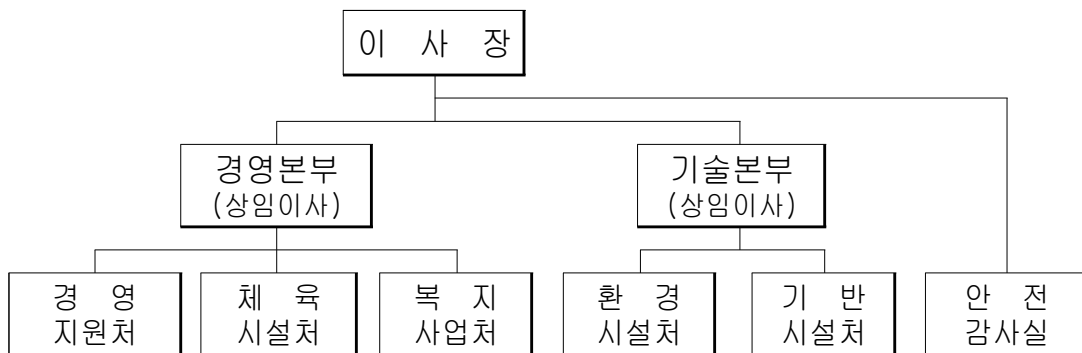 이 사 장
경영본부
(상임이사)
기술본부
(상임이사)
경 영
지원처
체 육
시설처
복 지
사업처
환 경
시설처
기 반
시설처
안 전
감사실